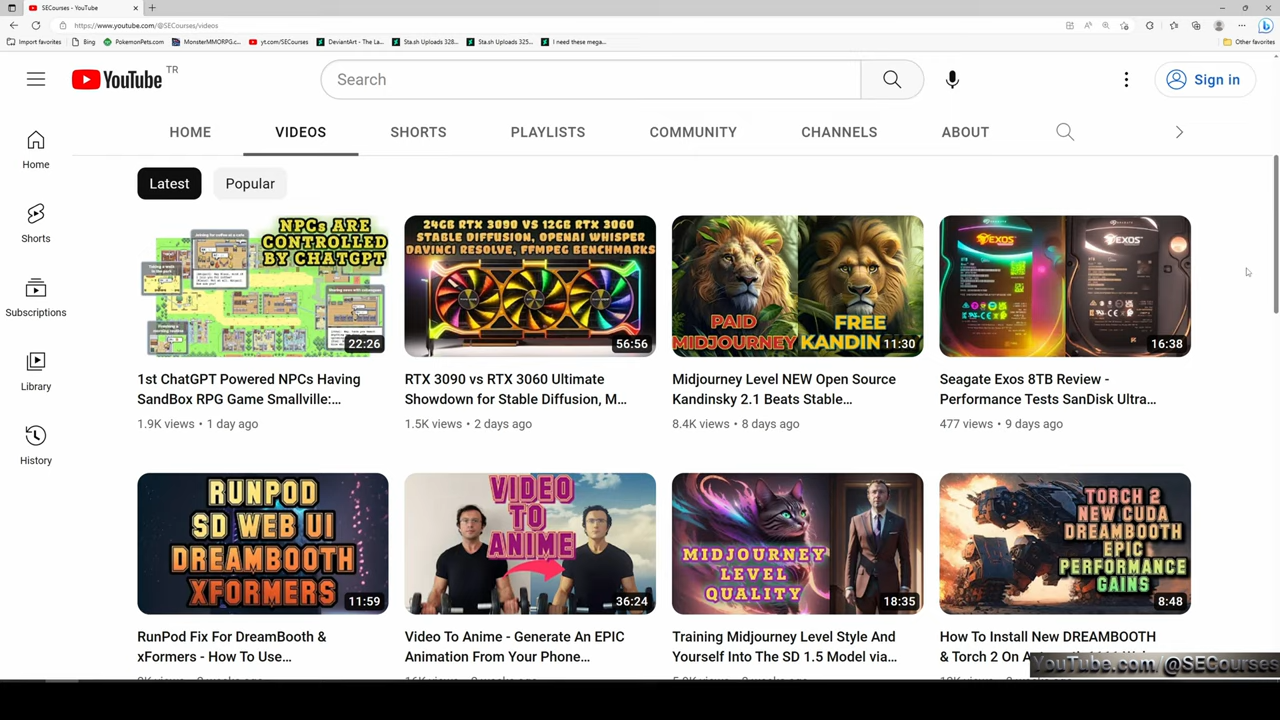 SECourses - YouTube
https://www.youtube.com/@SECourses/videos
Import favorites Bing PokemonPets.com MonsterMMORPG.c... yt.com/SECourses DeviantArt - The La... Sta.sh Uploads 328... Sta.sh Uploads 325... I need these mega... Other favorites
YouTube TR
Search
Sign in
HOME VIDEOS SHORTS PLAYLISTS COMMUNITY CHANNELS ABOUT
Home
Shorts
Subscriptions
Library
History
Latest Popular
NPCs ARE
CONTROLLED
BY CHATGPT
22:26
1st ChatGPT Powered NPCs Having
SandBox RPG Game Smallville:...
1.9K views • 1 day ago
24GB RTX 3090 VS 12GB RTX 3060
STABLE DIFFUSION, OPENAI WHISPER
DAVINCI RESOLVE, FFMPEG BENCHMARKS
56:56
RTX 3090 vs RTX 3060 Ultimate
Showdown for Stable Diffusion, M...
1.5K views • 2 days ago
PAID
MIDJOURNEY
FREE
KANDIN
11:30
Midjourney Level NEW Open Source
Kandinsky 2.1 Beats Stable...
8.4K views • 8 days ago
EXOS
EXOS
16:38
Seagate Exos 8TB Review -
Performance Tests SanDisk Ultra...
477 views • 9 days ago
RUNPOD
SD WEB UI
DREAMBOOTH
XFORMERS
11:59
RunPod Fix For DreamBooth &
xFormers - How To Use...
VIDEO
TO
ANIME
36:24
Video To Anime - Generate An EPIC
Animation From Your Phone...
MIDJOURNEY
LEVEL
QUALITY
18:35
Training Midjourney Level Style And
Yourself Into The SD 1.5 Model via...
TORCH 2
NEW CUDA
DREAMBOOTH
EPIC
PERFORMANCE
GAINS
8:48
How To Install New DREAMBOOTH
& Torch 2 On
YouTube.com/@SECourses